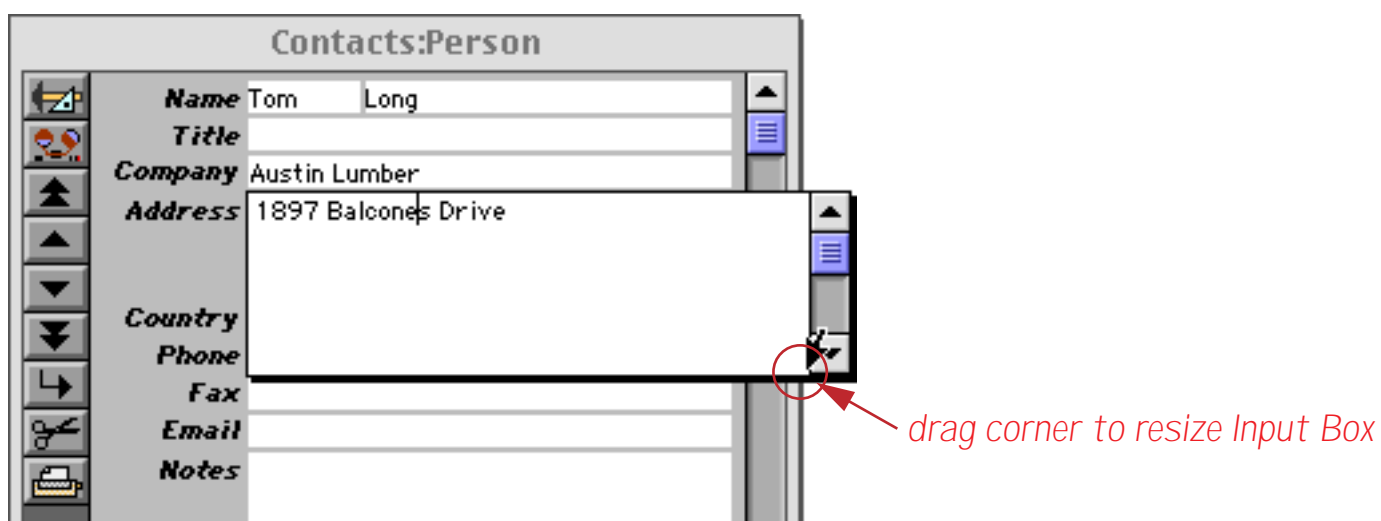 Contacts:Person
Name Tom Long
Title
Company Austin Lumber
Address 1897 Balcones Drive
Country
Phone
Fax
Email
Notes
drag corner to resize Input Box